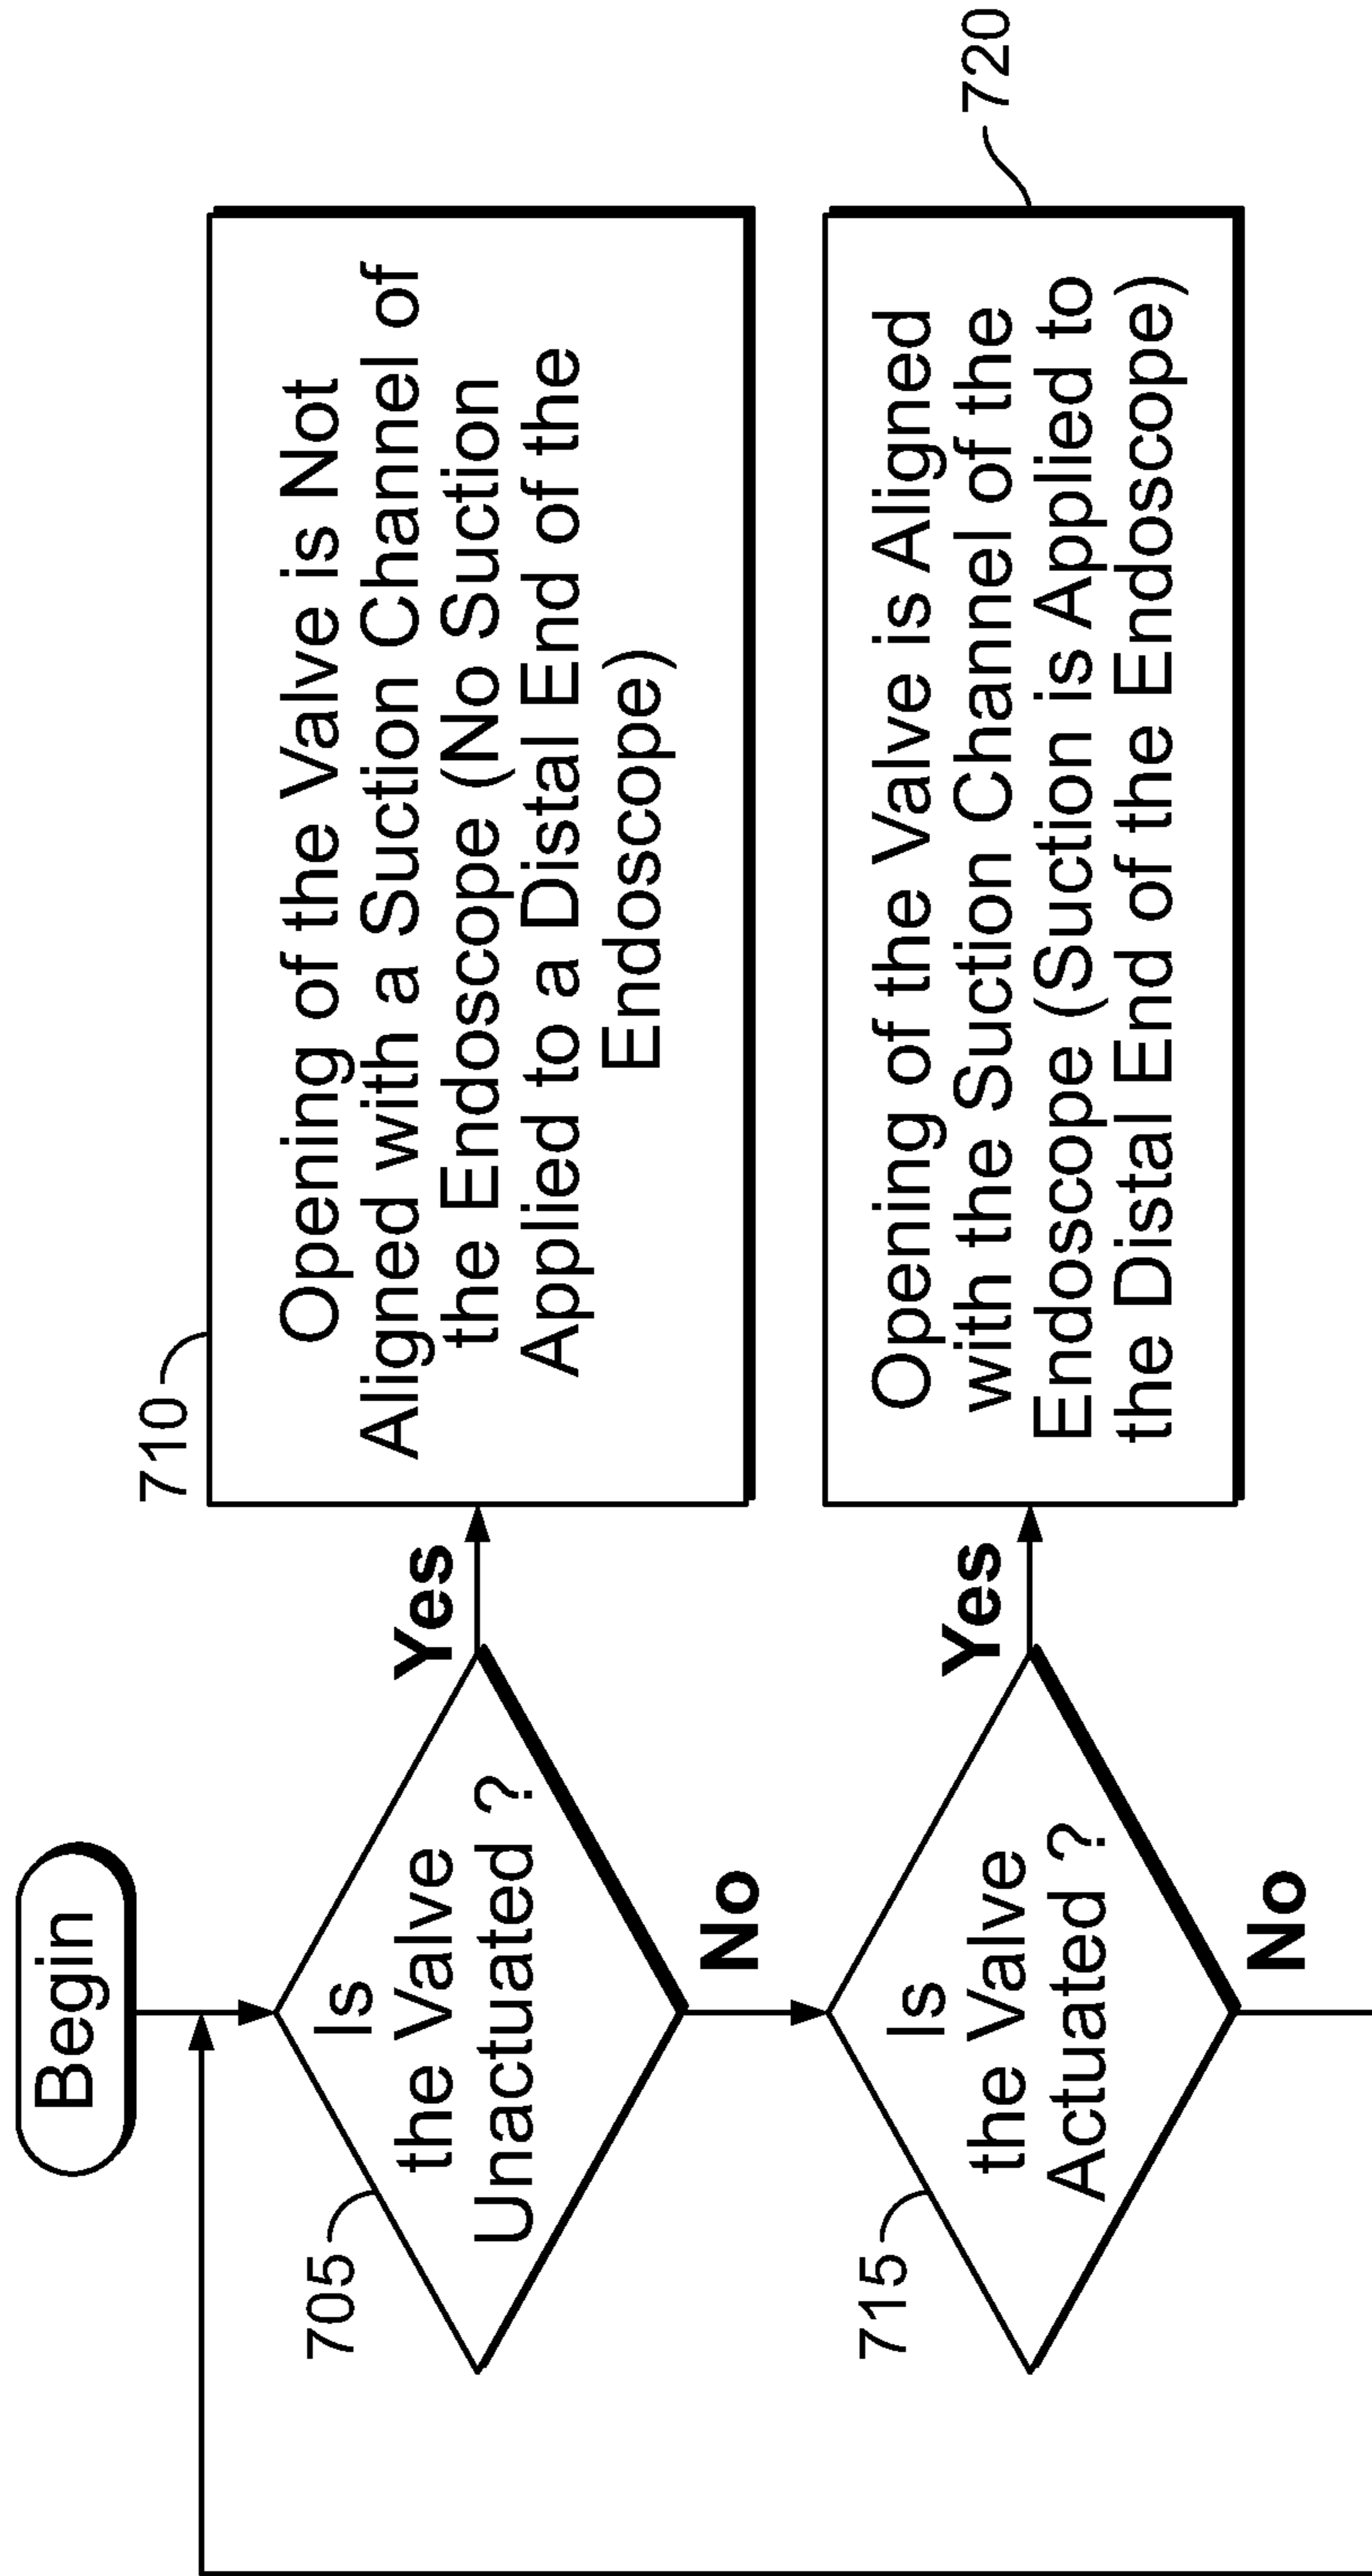 Begin
705
Is
the Valve
Unactuated ?
Yes
710
Opening of the Valve is Not
Aligned with a Suction Channel of
the Endoscope (No Suction
Applied to a Distal End of the
Endoscope)
No
715
Is
the Valve
Actuated ?
Yes
720
Opening of the Valve is Aligned
with the Suction Channel of the
Endoscope (Suction is Applied to
the Distal End of the Endoscope)
No